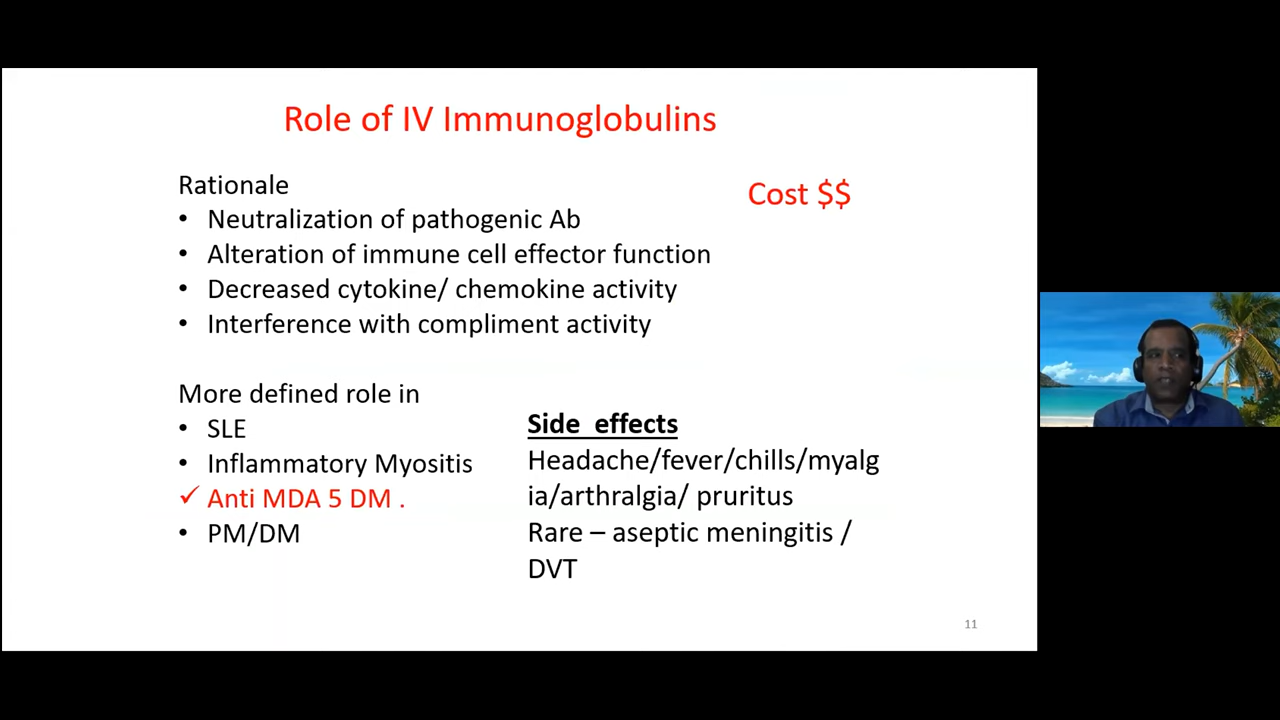 Role of IV Immunoglobulins
Rationale
• Neutralization of pathogenic Ab
• Alteration of immune cell effector function
• Decreased cytokine/ chemokine activity
• Interference with compliment activity
Cost $$
More defined role in
• SLE
• Inflammatory Myositis
✓ Anti MDA 5 DM .
• PM/DM
Side effects
Headache/fever/chills/myalg
ia/arthralgia/ pruritus
Rare – aseptic meningitis /
DVT
11